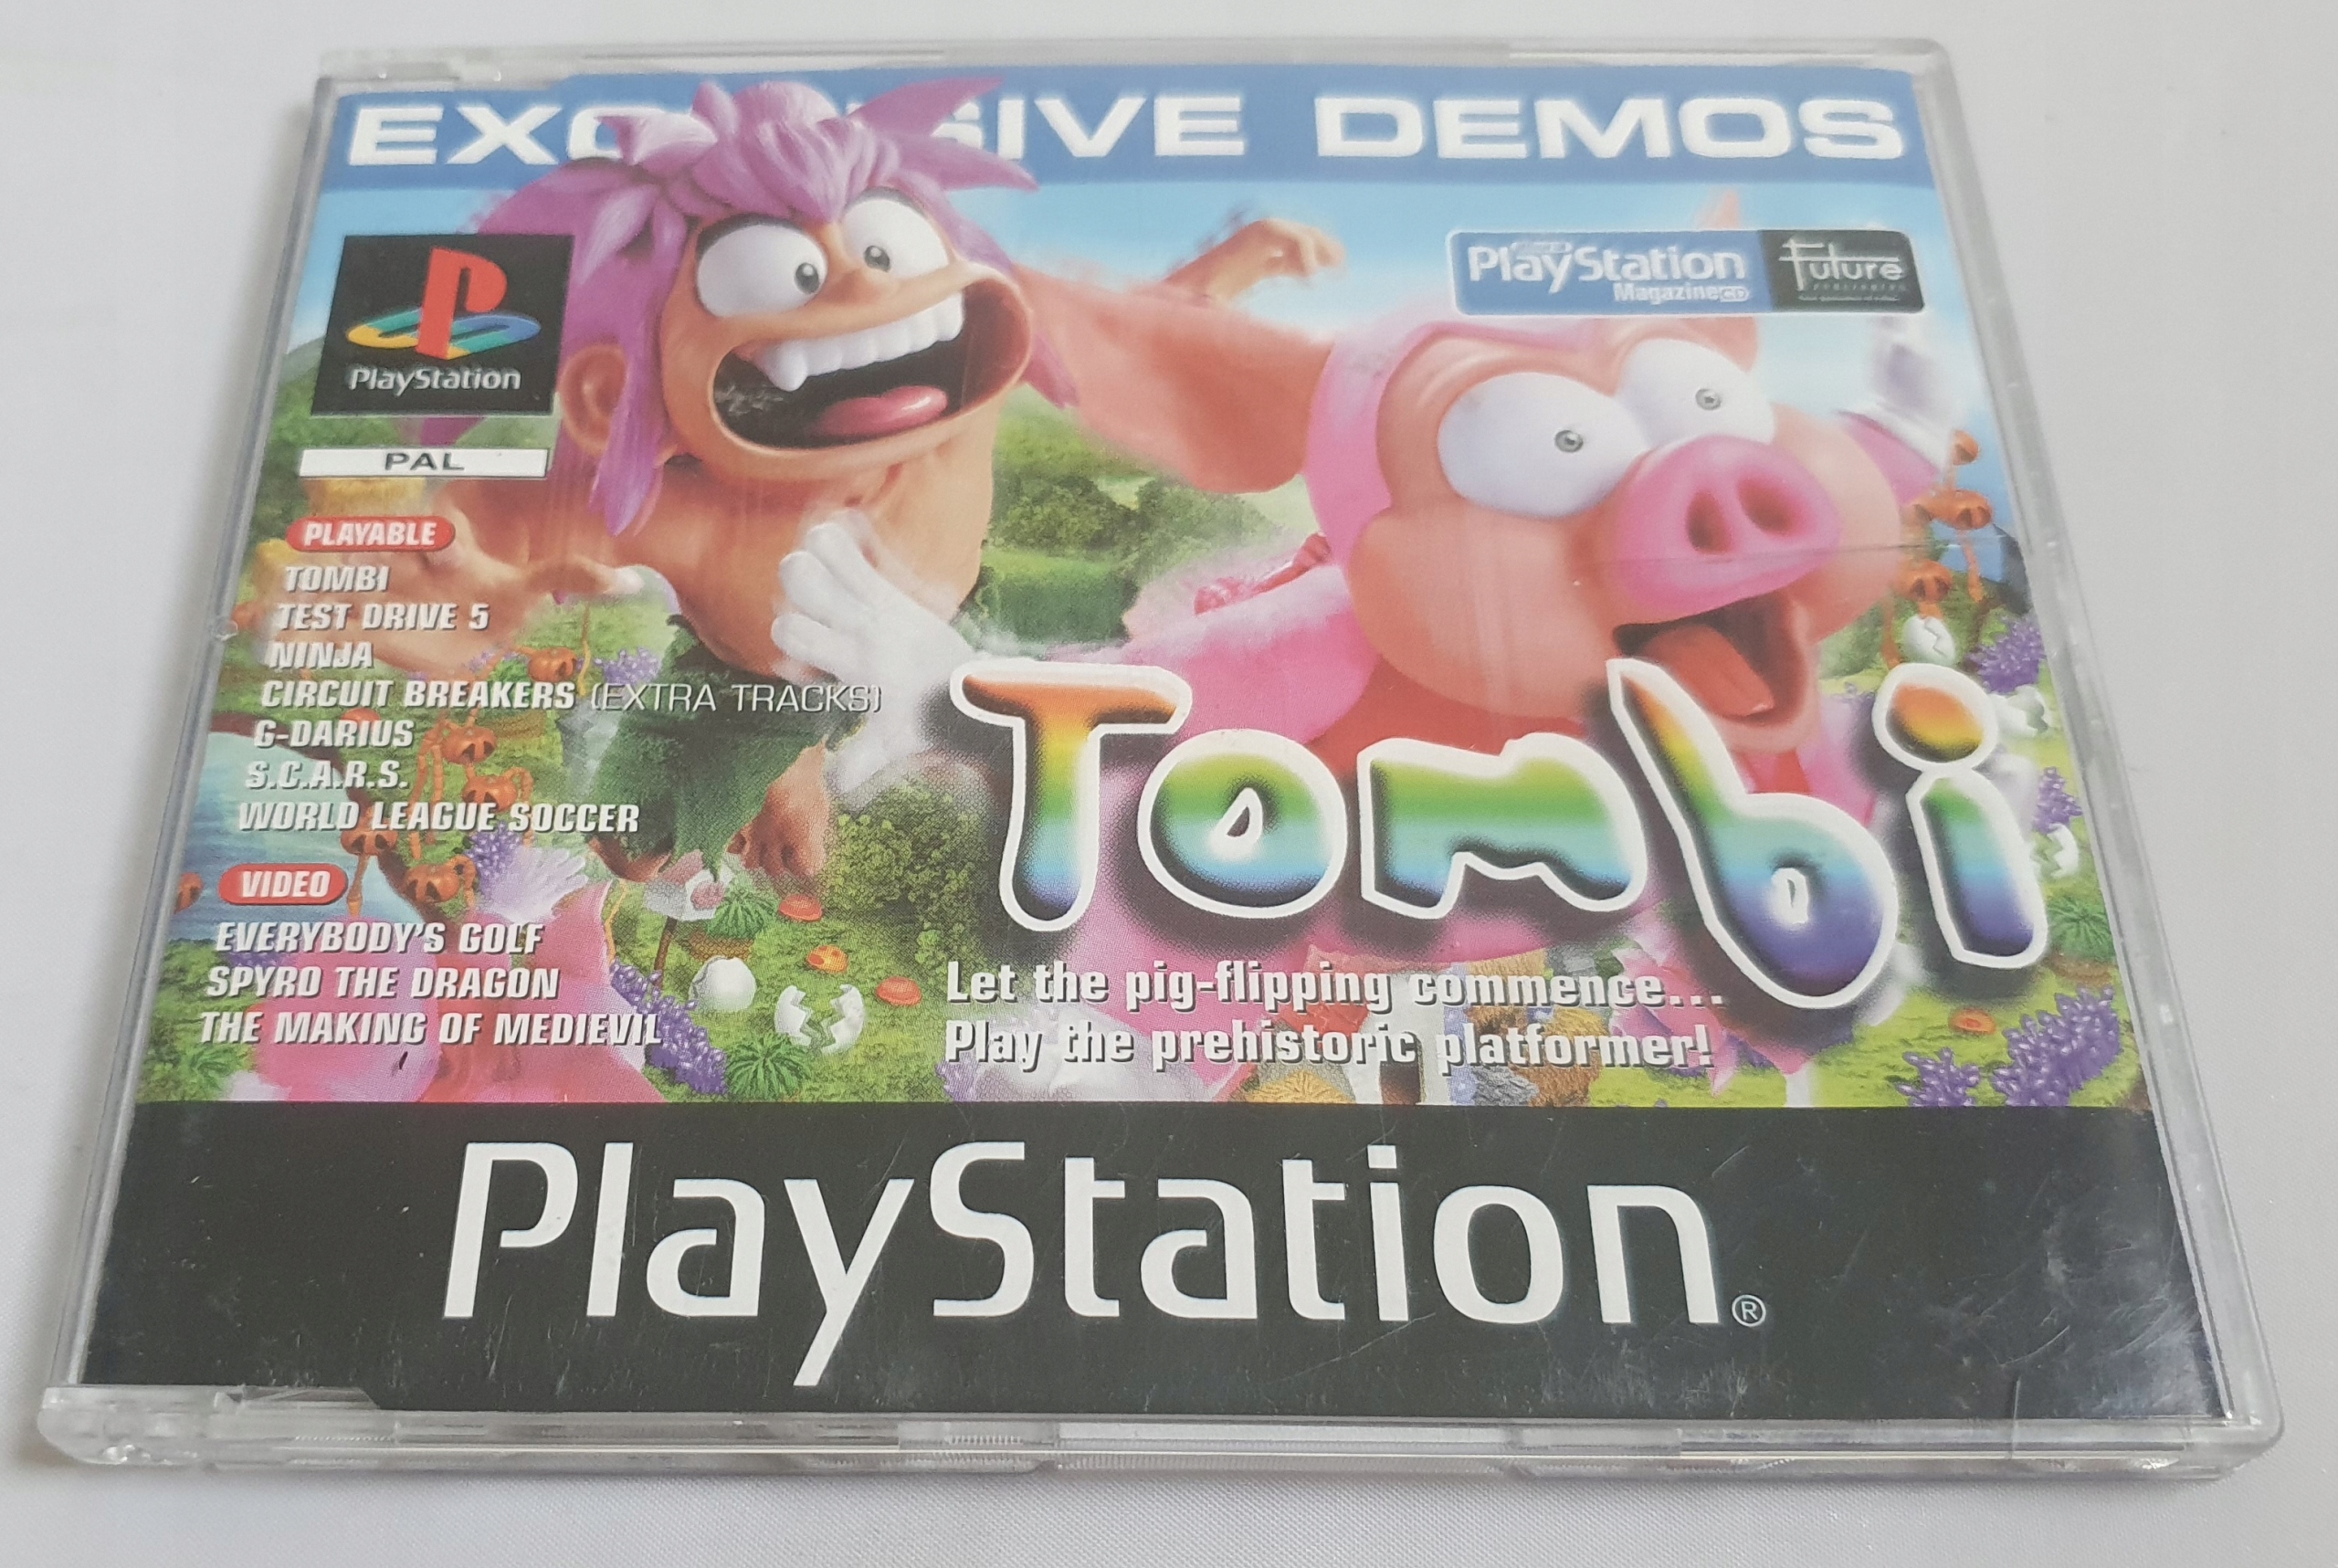 EXCLUSIVE DEMOS
PlayStation
Magazine CD
Future
PlayStation
PAL
PLAYABLE
TOMBI
TEST DRIVE 5
NINJA
CIRCUIT BREAKERS (EXTRA TRACKS)
G-DARIUS
S.C.A.R.S.
WORLD LEAGUE SOCCER
VIDEO
EVERYBODY'S GOLF
SPYRO THE DRAGON
THE MAKING OF MEDIEVIL
Tombi
Let the pig-flipping commence...
Play the prehistoric platformer!
PlayStation®